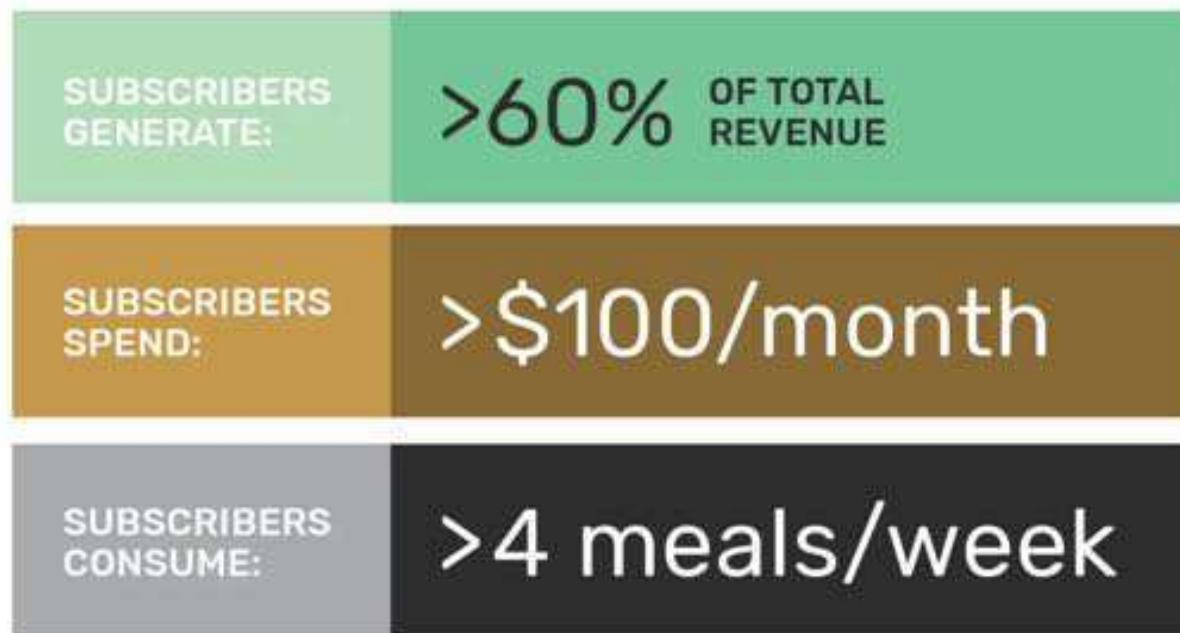 SUBSCRIBERS
GENERATE:
>60% OF TOTAL
REVENUE
SUBSCRIBERS
SPEND:
>$100/month
SUBSCRIBERS
CONSUME:
>4 meals/week